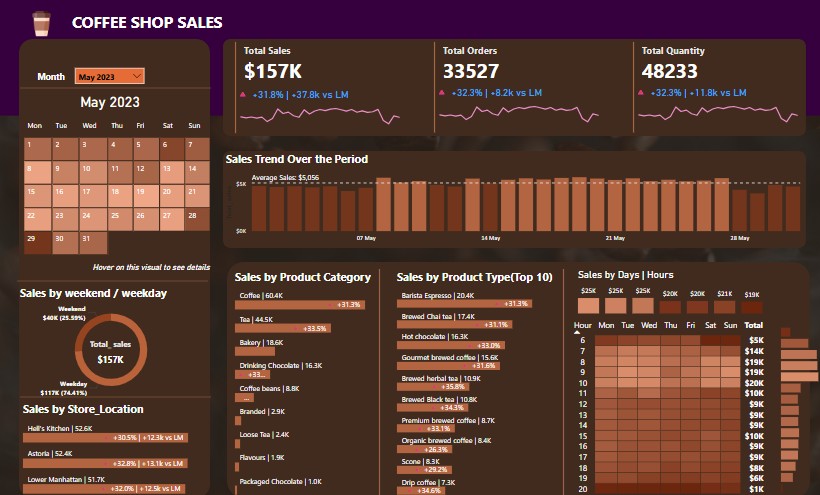 COFFEE SHOP SALES
Month
May 2023
May 2023
Mon Tue Wed Thu Fri Sat Sun
1 2 3 4 5 6 7
8 9 10 11 12 13 14
15 16 17 18 19 20 21
22 23 24 25 26 27 28
29 30 31
Hover on this visual to see details
Sales by weekend / weekday
Weekend
$40K (25.59%)
Total_sales
$157K
Weekday
$117K (74.41%)
Sales by Store_Location
Hell's Kitchen | 52.6K
+30.5% | +12.3k vs LM
Astoria | 52.4K
+32.8% | +13.1k vs LM
Lower Manhattan | 51.7K
+32.0% | +12.5k vs LM
Total Sales
$157K
+31.8% | +37.8k vs LM
Total Orders
33527
+32.3% | +8.2k vs LM
Total Quantity
48233
+32.3% | +11.8k vs LM
Sales Trend Over the Period
Average Sales: $5,056
$5K
$0K
07 May 14 May 21 May 28 May
Sales by Product Category
Coffee | 60.4K
+31.3%
Tea | 44.5K
+33.5%
Bakery | 18.6K
Drinking Chocolate | 16.3K
+33...
Coffee beans | 8.8K
...
Branded | 2.9K
Loose Tea | 2.4K
Flavours | 1.9K
Packaged Chocolate | 1.0K
Sales by Product Type(Top 10)
Barista Espresso | 20.4K
+31.3%
Brewed Chai tea | 17.4K
+31.1%
Hot chocolate | 16.3K
+33.0%
Gourmet brewed coffee | 15.6K
+31.6%
Brewed herbal tea | 10.9K
+35.8%
Brewed Black tea | 10.8K
+34.3%
Premium brewed coffee | 8.7K
+33.1%
Organic brewed coffee | 8.4K
+26.3%
Scone | 8.3K
+29.2%
Drip coffee | 7.3K
+34.6%
Sales by Days | Hours
$25K $25K $25K $20K $20K $21K $19K
Hour Mon Tue Wed Thu Fri Sat Sun Total
6 $5K
7 $14K
8 $19K
9 $19K
10 $20K
11 $10K
12 $9K
13 $9K
14 $9K
15 $10K
16 $9K
17 $9K
18 $8K
19 $6K
20 $1K